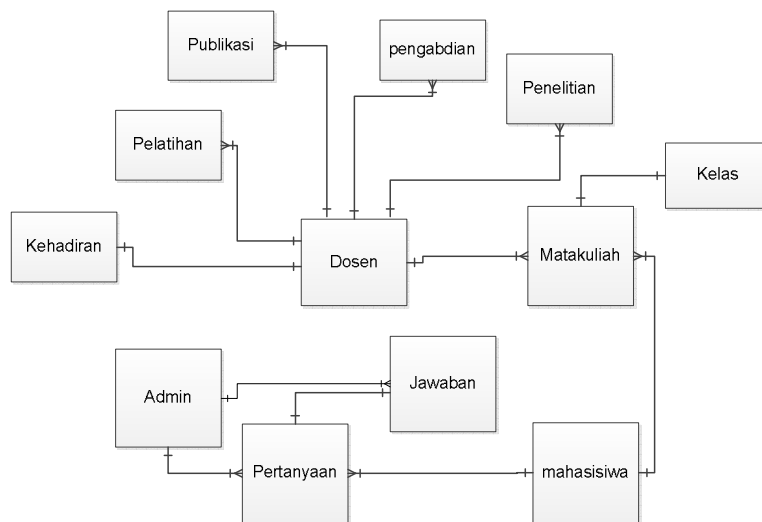 Publikasi
pengabdian
Penelitian
Pelatihan
Kelas
Kehadiran
Dosen
Matakuliah
Admin
Jawaban
Pertanyaan
mahasisiwa